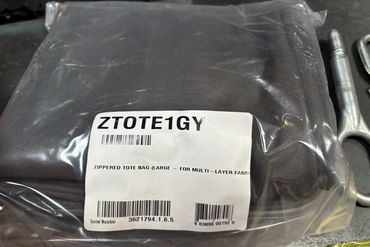 ZTOTE1GY
ZIPPERED TOTE BAG (LARGE - FOR MULTI-LAYER FABRI
Serial Number 3621794.1.6.5